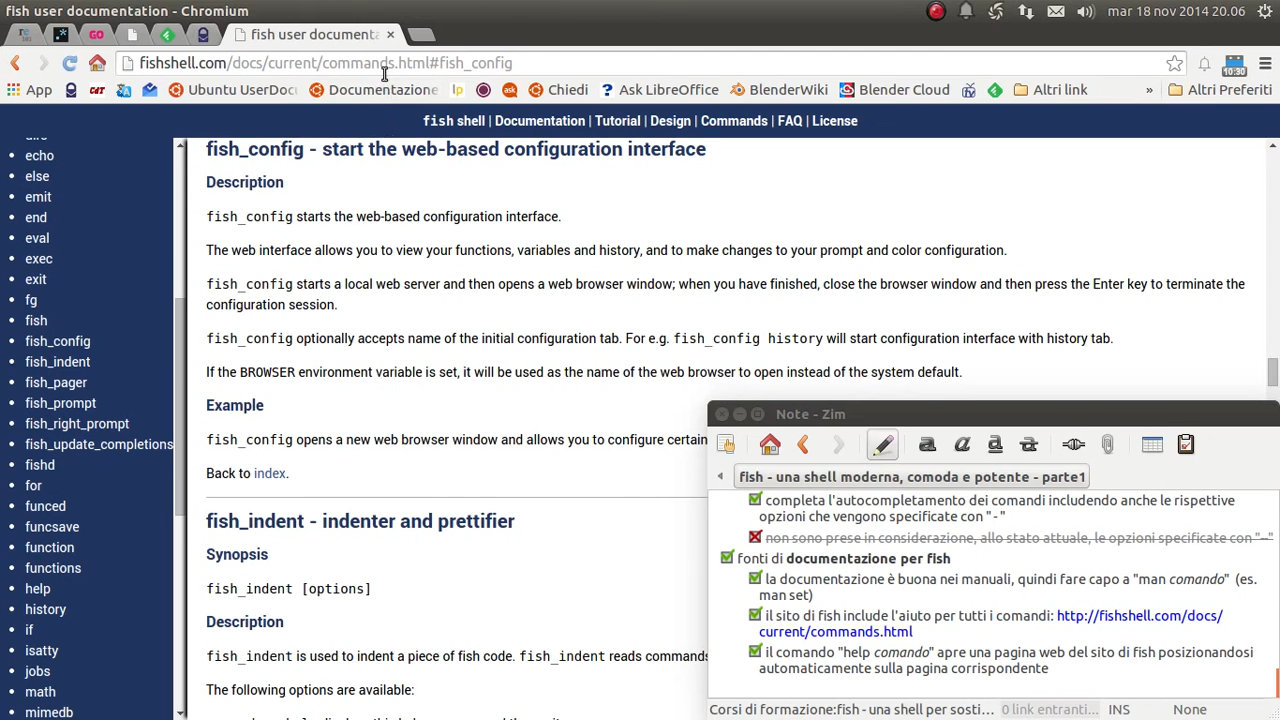 fish user documentation - Chromium
mar 18 nov 2014 20.06
fish user documenta
fishshell.com/docs/current/commands.html#fish_config
10:30
App
CAT
Ubuntu UserDocu
Documentazione
lp
ask
Chiedi
? Ask LibreOffice
BlenderWiki
Blender Cloud
Altri link
»
Altri Preferiti
fish shell | Documentation | Tutorial | Design | Commands | FAQ | License
echo
else
emit
end
eval
exec
exit
fg
fish
fish_config
fish_indent
fish_pager
fish_prompt
fish_right_prompt
fish_update_completions
fishd
for
funced
funcsave
function
functions
help
history
if
isatty
jobs
math
mimedb
fish_config - start the web-based configuration interface
Description
fish_config starts the web-based configuration interface.
The web interface allows you to view your functions, variables and history, and to make changes to your prompt and color configuration.
fish_config starts a local web server and then opens a web browser window; when you have finished, close the browser window and then press the Enter key to terminate the
configuration session.
fish_config optionally accepts name of the initial configuration tab. For e.g. fish_config history will start configuration interface with history tab.
If the BROWSER environment variable is set, it will be used as the name of the web browser to open instead of the system default.
Example
fish_config opens a new web browser window and allows you to configure certain
Back to index.
fish_indent - indenter and prettifier
Synopsis
fish_indent [options]
Description
fish_indent is used to indent a piece of fish code. fish_indent reads commands
The following options are available:
Note - Zim
fish - una shell moderna, comoda e potente - parte1
completa l'autocompletamento dei comandi includendo anche le rispettive
opzioni che vengono specificate con "-"
non sono prese in considerazione, allo stato attuale, le opzioni specificate con "--"
fonti di documentazione per fish
la documentazione è buona nei manuali, quindi fare capo a "man comando" (es.
man set)
il sito di fish include l'aiuto per tutti i comandi: http://fishshell.com/docs/
current/commands.html
il comando "help comando" apre una pagina web del sito di fish posizionandosi
automaticamente sulla pagina corrispondente
Corsi di formazione:fish - una shell per sosti...
0 link entranti...
INS
None